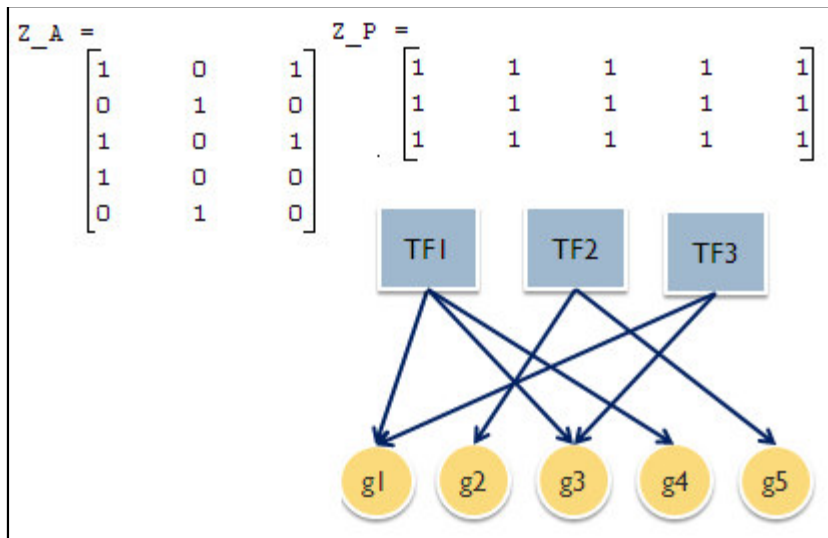 Z_A =
1 0 1
0 1 0
1 0 1
1 0 0
0 1 0
Z_P =
1 1 1 1 1
1 1 1 1 1
1 1 1 1 1
TF1 TF2 TF3
g1 g2 g3 g4 g5